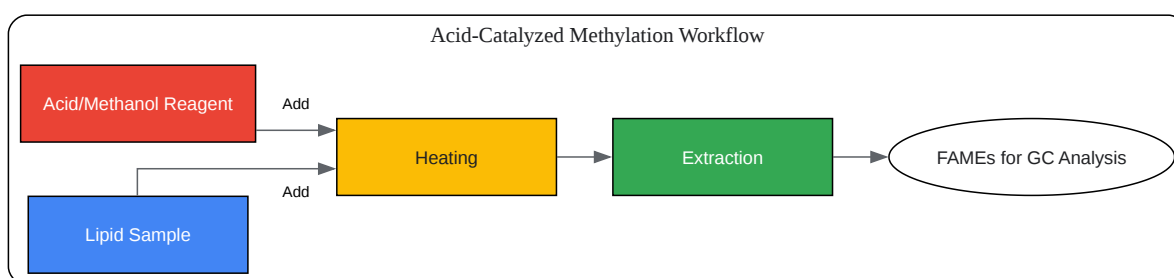 Acid-Catalyzed Methylation Workflow
Acid/Methanol Reagent
Add
Heating
Extraction
FAMEs for GC Analysis
Add
Lipid Sample